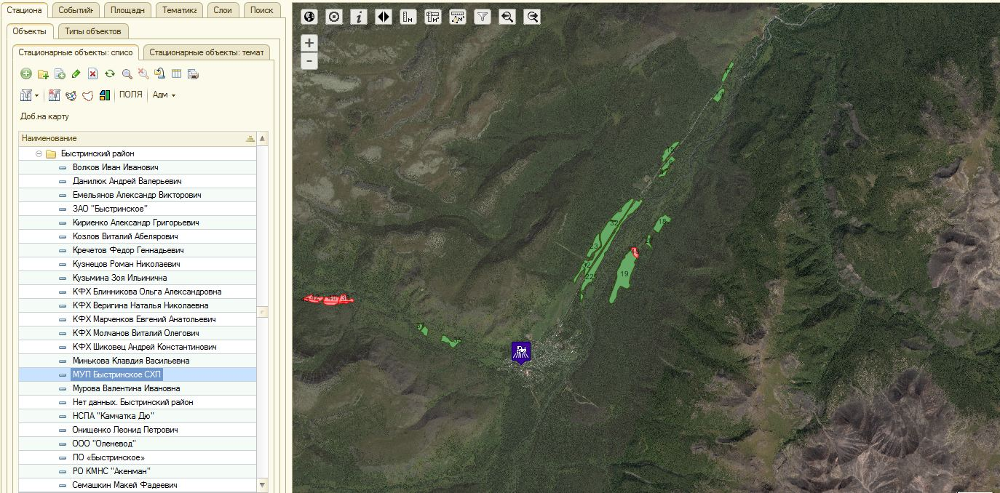 Стациона Событий Площадн Тематика Слои Поиск
Объекты Типы объектов
Стационарные объекты: списо Стационарные объекты: темат
ПОЛЯ Адм
Доб.на карту
Наименование
Быстринский район
Волков Иван Иванович
Данилюк Андрей Валерьевич
Емельянов Александр Викторович
ЗАО "Быстринское"
Кириенко Александр Григорьевич
Козлов Виталий Абелярович
Кречетов Федор Геннадьевич
Кузнецов Роман Николаевич
Кузьмина Зоя Ильинична
КФХ Блинникова Ольга Александровна
КФХ Веригина Наталья Николаевна
КФХ Марченков Евгений Анатольевич
КФХ Молчанов Виталий Олегович
КФХ Шиковец Андрей Константинович
Минькова Клавдия Васильевна
МУП Быстринское СХП
Мурова Валентина Ивановна
Нет данных. Быстринский район
НСПА "Камчатка Дю"
Онищенко Леонид Петрович
ООО "Оленевод"
ПО «Быстринское»
РО КМНС "Акенман"
Семашкин Макей Фадеевич
+
-
14
32
18
23
32
22
19